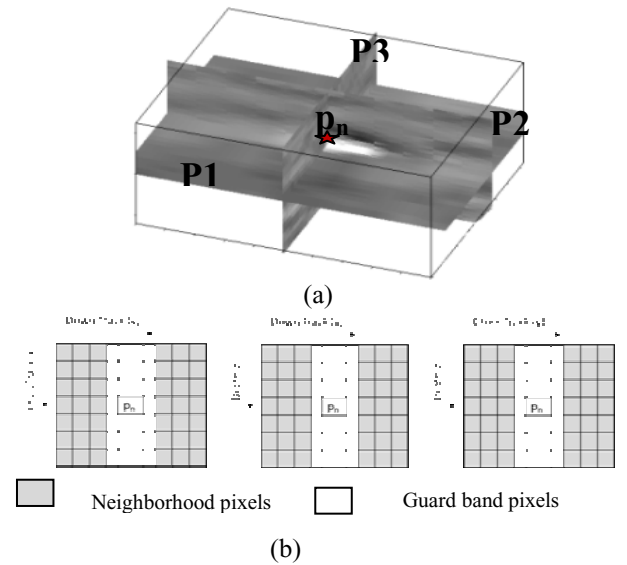 P3
pn
P2
P1
(a)
pn
pn
pn
Neighborhood pixels
Guard band pixels
(b)